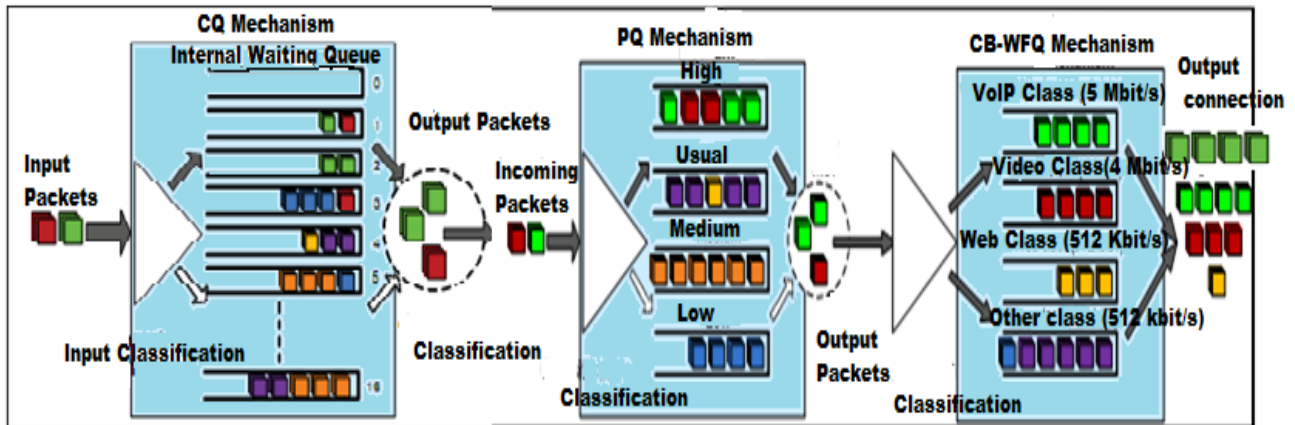 CQ Mechanism
Internal Waiting Queue
0
1
2
3
4
5
16
Input
Packets
Input Classification
Output Packets
Classification
PQ Mechanism
High
Usual
Medium
Low
Incoming
Packets
Classification
Output
Packets
CB-WFQ Mechanism
VoIP Class (5 Mbit/s)
Video Class(4 Mbit/s)
Web Class (512 Kbit/s)
Other class (512 kbit/s)
Classification
Output
connection